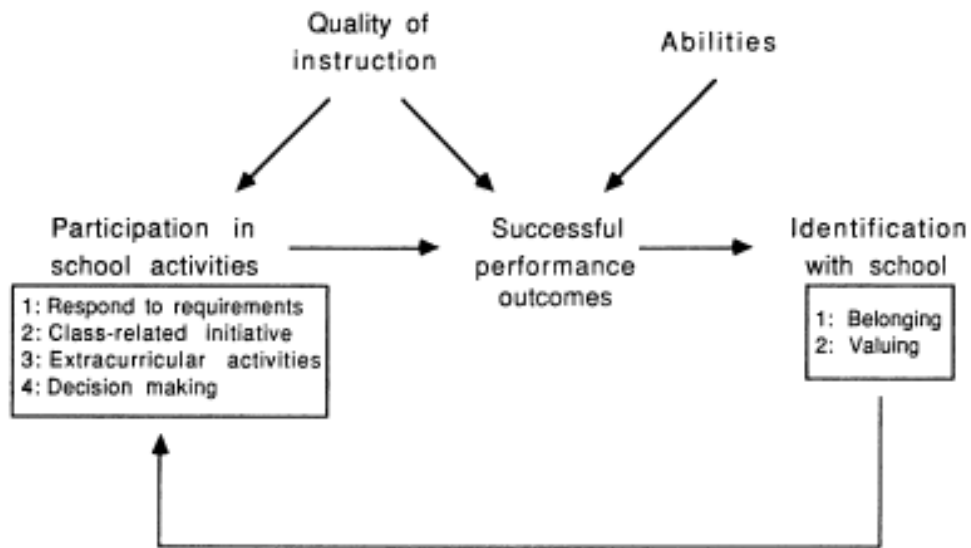 Quality of
instruction
Abilities
Participation in
school activities
1: Respond to requirements
2: Class-related initiative
3: Extracurricular activities
4: Decision making
Successful
performance
outcomes
Identification
with school
1: Belonging
2: Valuing